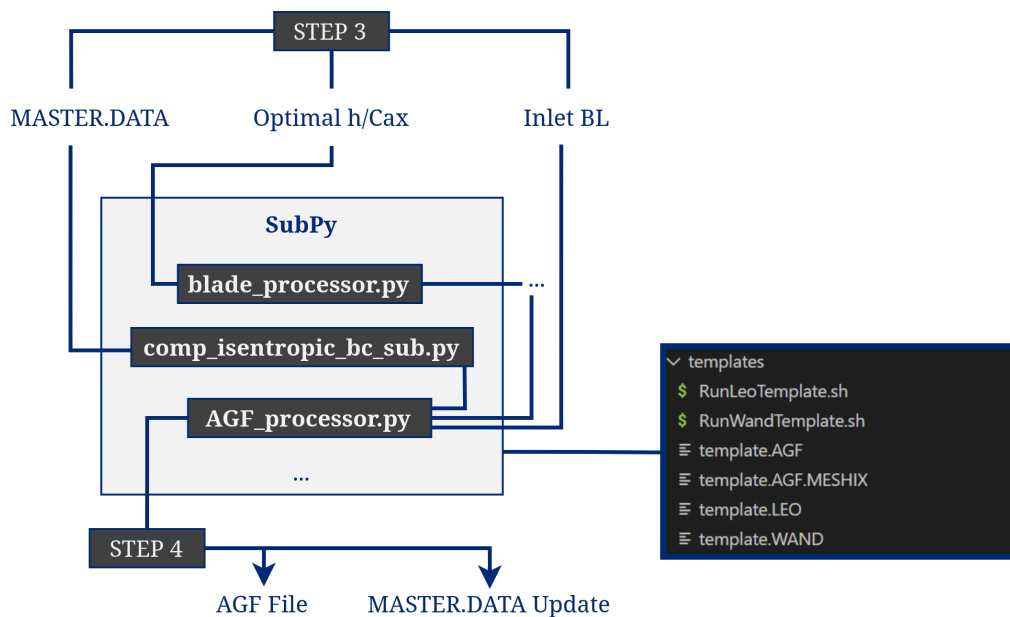 STEP 3
MASTER.DATA
Optimal h/Cax
Inlet BL
SubPy
blade_processor.py
...
comp_isentropic_bc_sub.py
AGF_processor.py
...
templates
$ RunLeoTemplate.sh
$ RunWandTemplate.sh
template.AGF
template.AGF.MESHIX
template.LEO
template.WAND
STEP 4
AGF File
MASTER.DATA Update